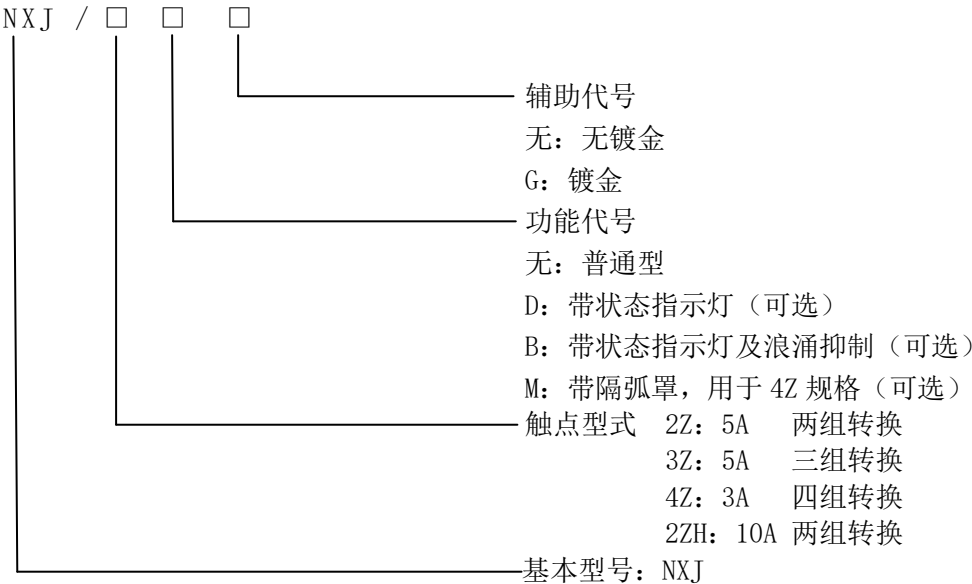 NXJ / □ □ □
辅助代号
无：无镀金
G：镀金
功能代号
无：普通型
D：带状态指示灯（可选）
B：带状态指示灯及浪涌抑制（可选）
M：带隔弧罩，用于 4Z 规格（可选）
触点型式 2Z：5A 两组转换
3Z：5A 三组转换
4Z：3A 四组转换
2ZH：10A 两组转换
基本型号：NXJ